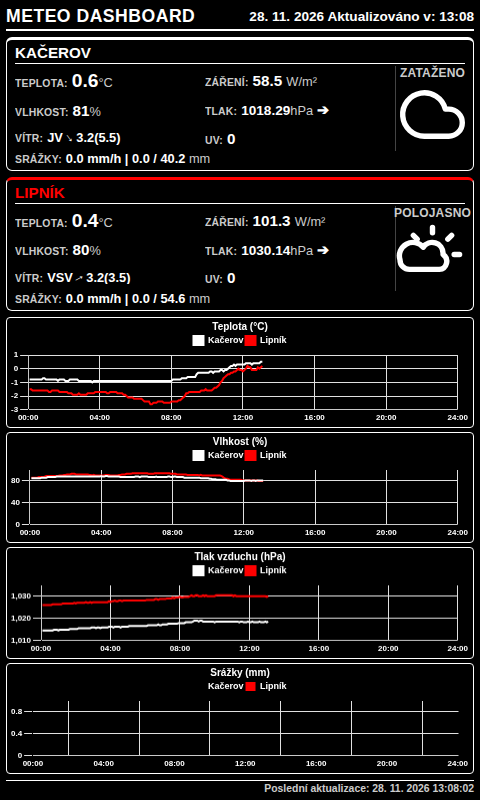 METEO DASHBOARD 28. 11. 2026 Aktualizováno v: 13:08
KAČEROV
TEPLOTA: 0.6°C ZÁŘENÍ: 58.5 W/m² ZATAŽENO
VLHKOST: 81% TLAK: 1018.29hPa ➔
VÍTR: JV → 3.2(5.5) UV: 0
SRÁŽKY: 0.0 mm/h | 0.0 / 40.2 mm
LIPNÍK
TEPLOTA: 0.4°C ZÁŘENÍ: 101.3 W/m² POLOJASNO
VLHKOST: 80% TLAK: 1030.14hPa ➔
VÍTR: VSV → 3.2(3.5) UV: 0
SRÁŽKY: 0.0 mm/h | 0.0 / 54.6 mm
Teplota (°C)
Kačerov Lipník
1
0
-1
-2
-3
00:00 04:00 08:00 12:00 16:00 20:00 24:00
Vlhkost (%)
Kačerov Lipník
80
40
0
00:00 04:00 08:00 12:00 16:00 20:00 24:00
Tlak vzduchu (hPa)
Kačerov Lipník
1,030
1,020
1,010
00:00 04:00 08:00 12:00 16:00 20:00 24:00
Srážky (mm)
Kačerov Lipník
0.8
0.4
0
00:00 04:00 08:00 12:00 16:00 20:00 24:00
Poslední aktualizace: 28. 11. 2026 13:08:02